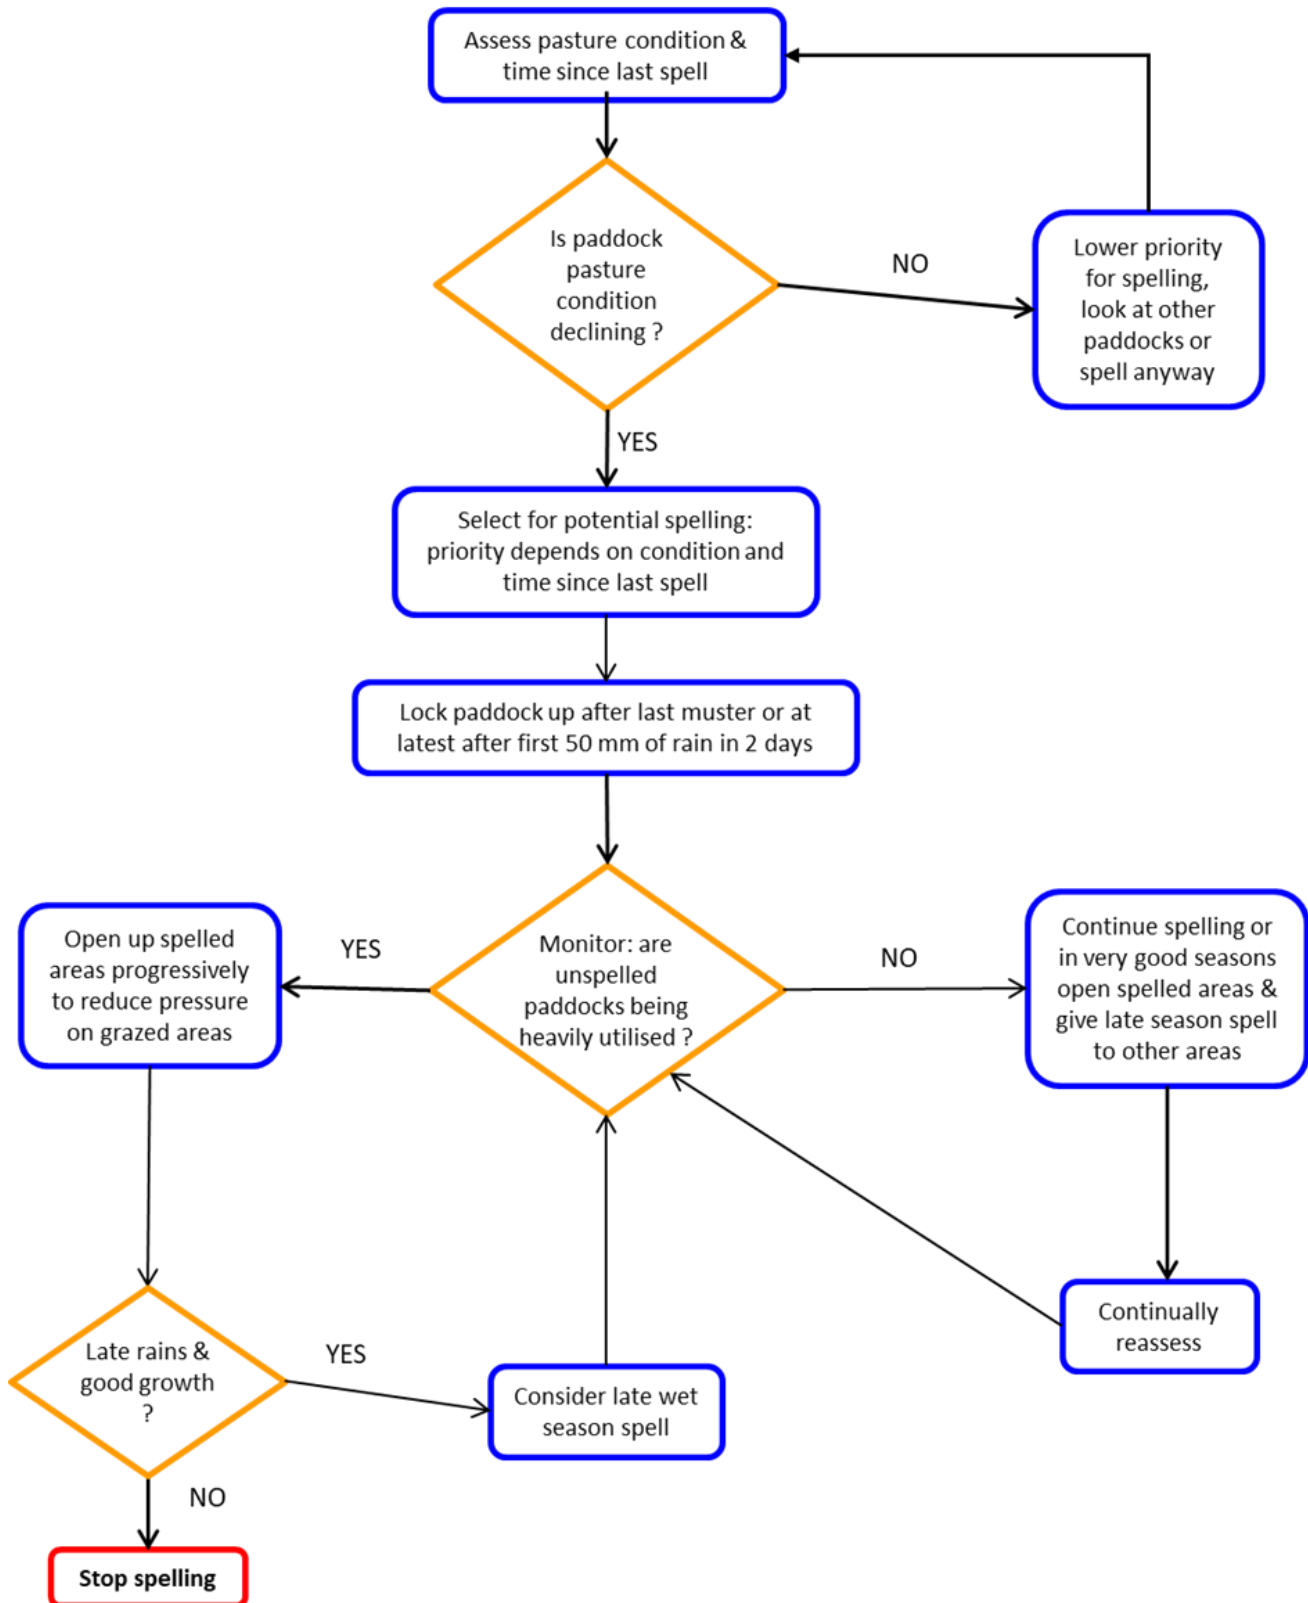 Assess pasture condition &
time since last spell
Is paddock
pasture
condition
declining ?
NO
Lower priority
for spelling,
look at other
paddocks or
spell anyway
YES
Select for potential spelling:
priority depends on condition and
time since last spell
Lock paddock up after last muster or at
latest after first 50 mm of rain in 2 days
Monitor: are
unspelled
paddocks being
heavily utilised ?
YES
Open up spelled
areas progressively
to reduce pressure
on grazed areas
NO
Continue spelling or
in very good seasons
open spelled areas &
give late season spell
to other areas
Continually
reassess
Late rains &
good growth
?
YES
Consider late wet
season spell
NO
Stop spelling